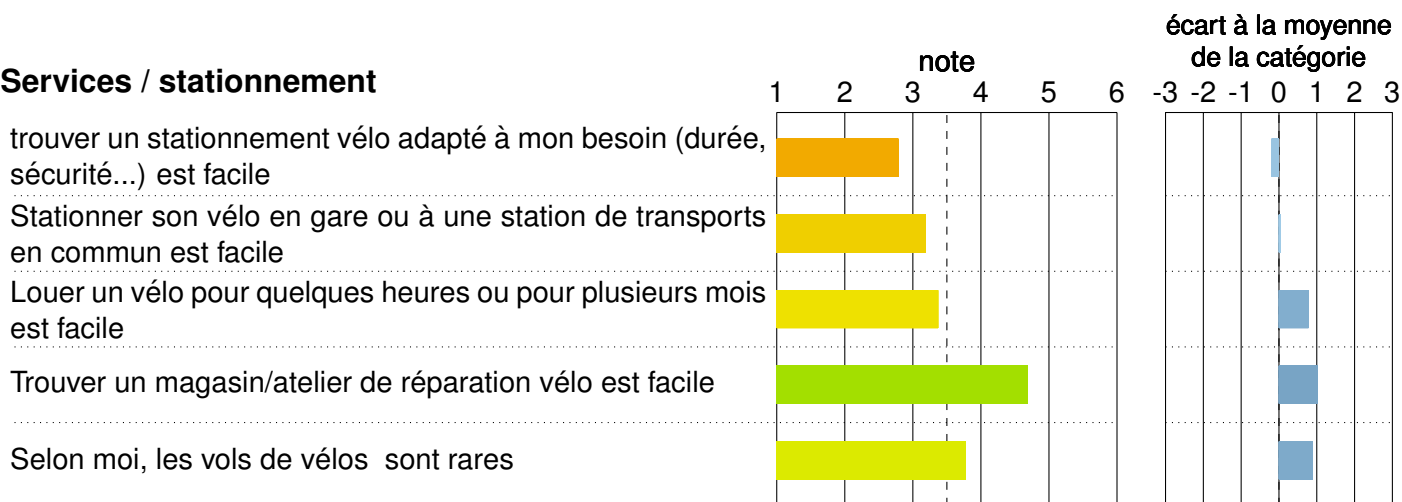 écart à la moyenne
de la catégorie
note
Services / stationnement
1 2 3 4 5 6 -3 -2 -1 0 1 2 3
trouver un stationnement vélo adapté à mon besoin (durée,
sécurité...) est facile
Stationner son vélo en gare ou à une station de transports
en commun est facile
Louer un vélo pour quelques heures ou pour plusieurs mois
est facile
Trouver un magasin/atelier de réparation vélo est facile
Selon moi, les vols de vélos sont rares